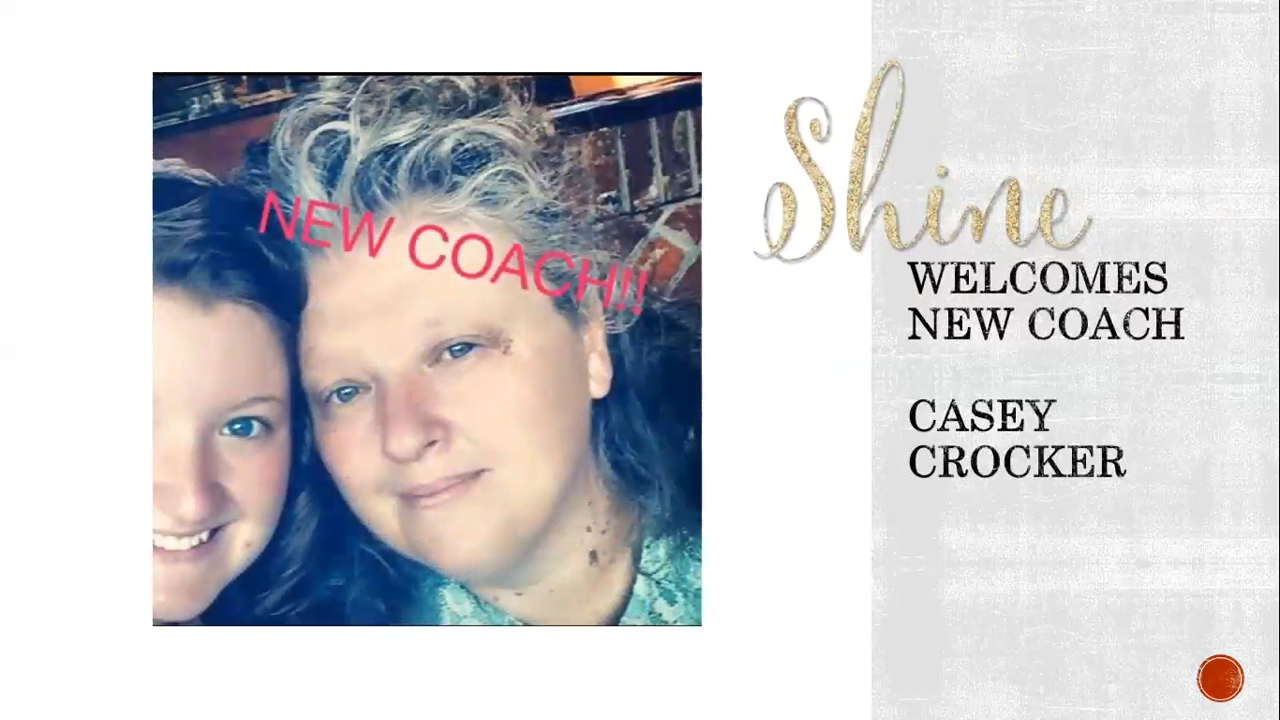 NEW COACH!!
Shine
WELCOMES
NEW COACH
CASEY
CROCKER